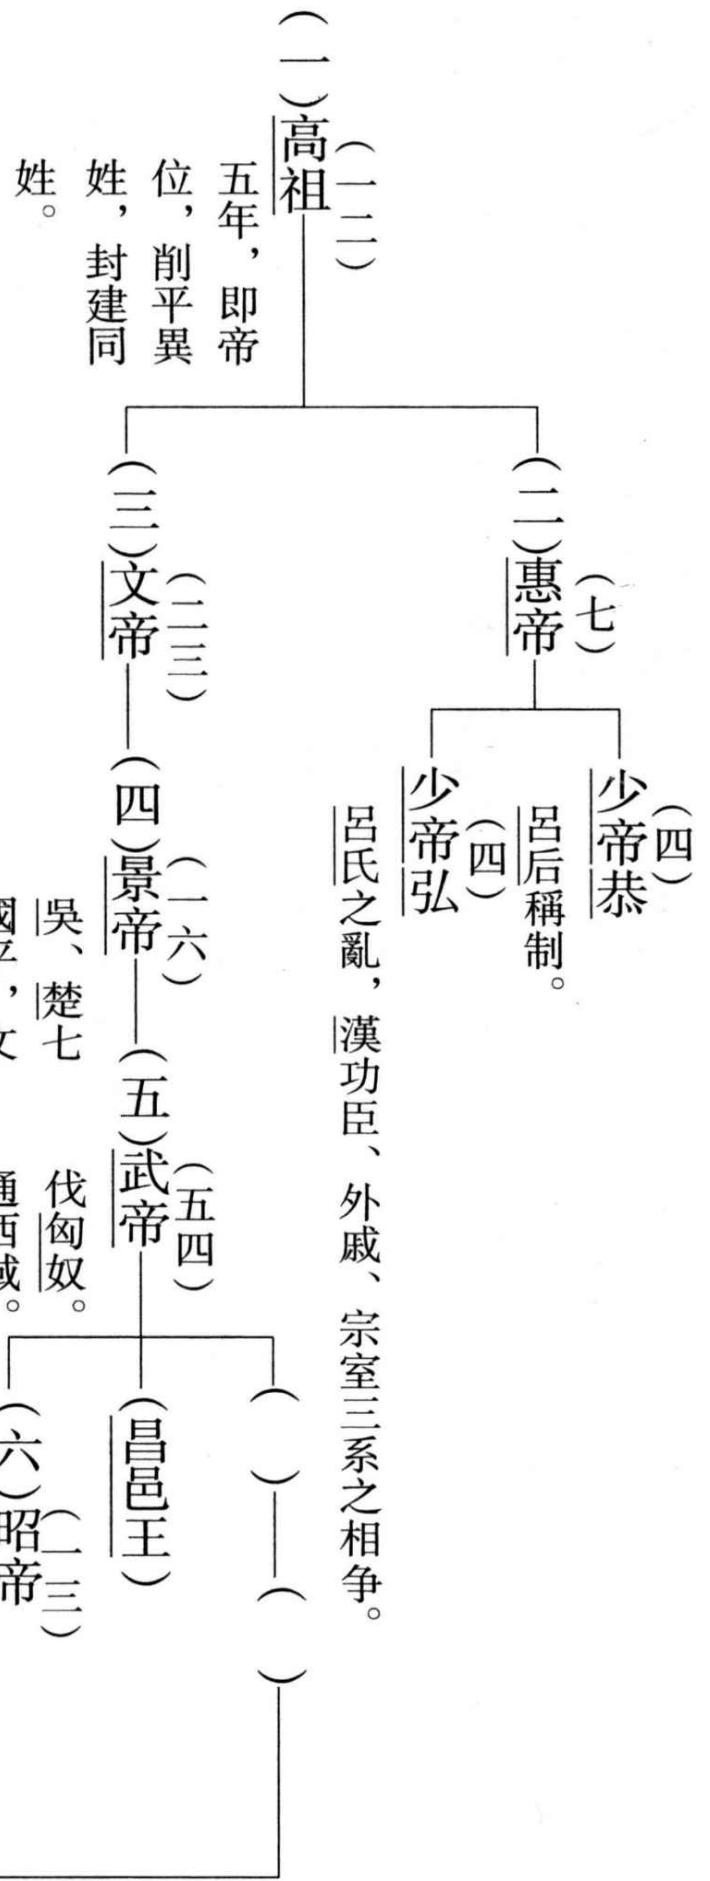 （一）高祖
（一二）
五年，即帝
位，削平異
姓，封建同
姓。
（二）惠帝
（七）
少帝恭
（四）
呂后稱制。
少帝弘
（四）
呂氏之亂，漢功臣、外戚、宗室三系之相爭。
（三）文帝
（二三）
（四）景帝
（一六）
吳、楚七
國平，文
（五）武帝
（五四）
伐匈奴。
通西域。
（　）
（　）
（昌邑王）
（六）昭帝
（一三）